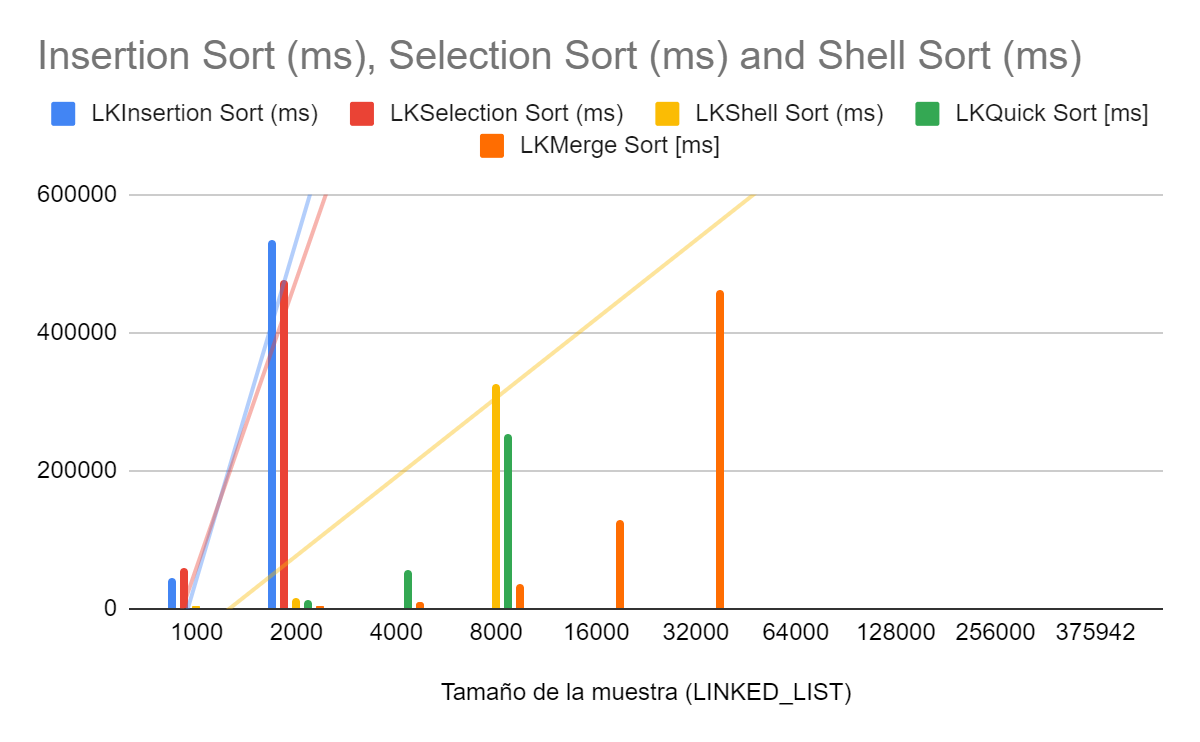 Insertion Sort (ms), Selection Sort (ms) and Shell Sort (ms)
LKInsertion Sort (ms) LKSelection Sort (ms) LKShell Sort (ms) LKQuick Sort [ms]
LKMerge Sort [ms]
600000
400000
200000
0
1000 2000 4000 8000 16000 32000 64000 128000 256000 375942
Tamaño de la muestra (LINKED_LIST)